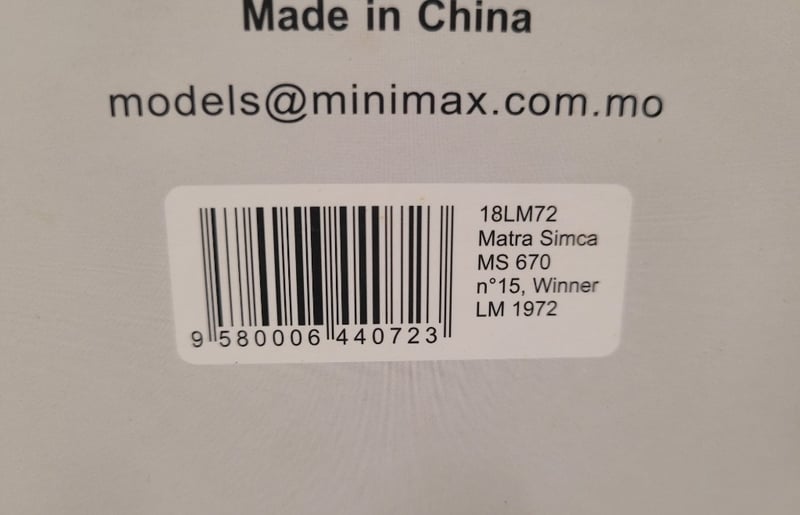 Made in China
models@minimax.com.mo
18LM72
Matra Simca
MS 670
n°15, Winner
LM 1972
9 580006 440723